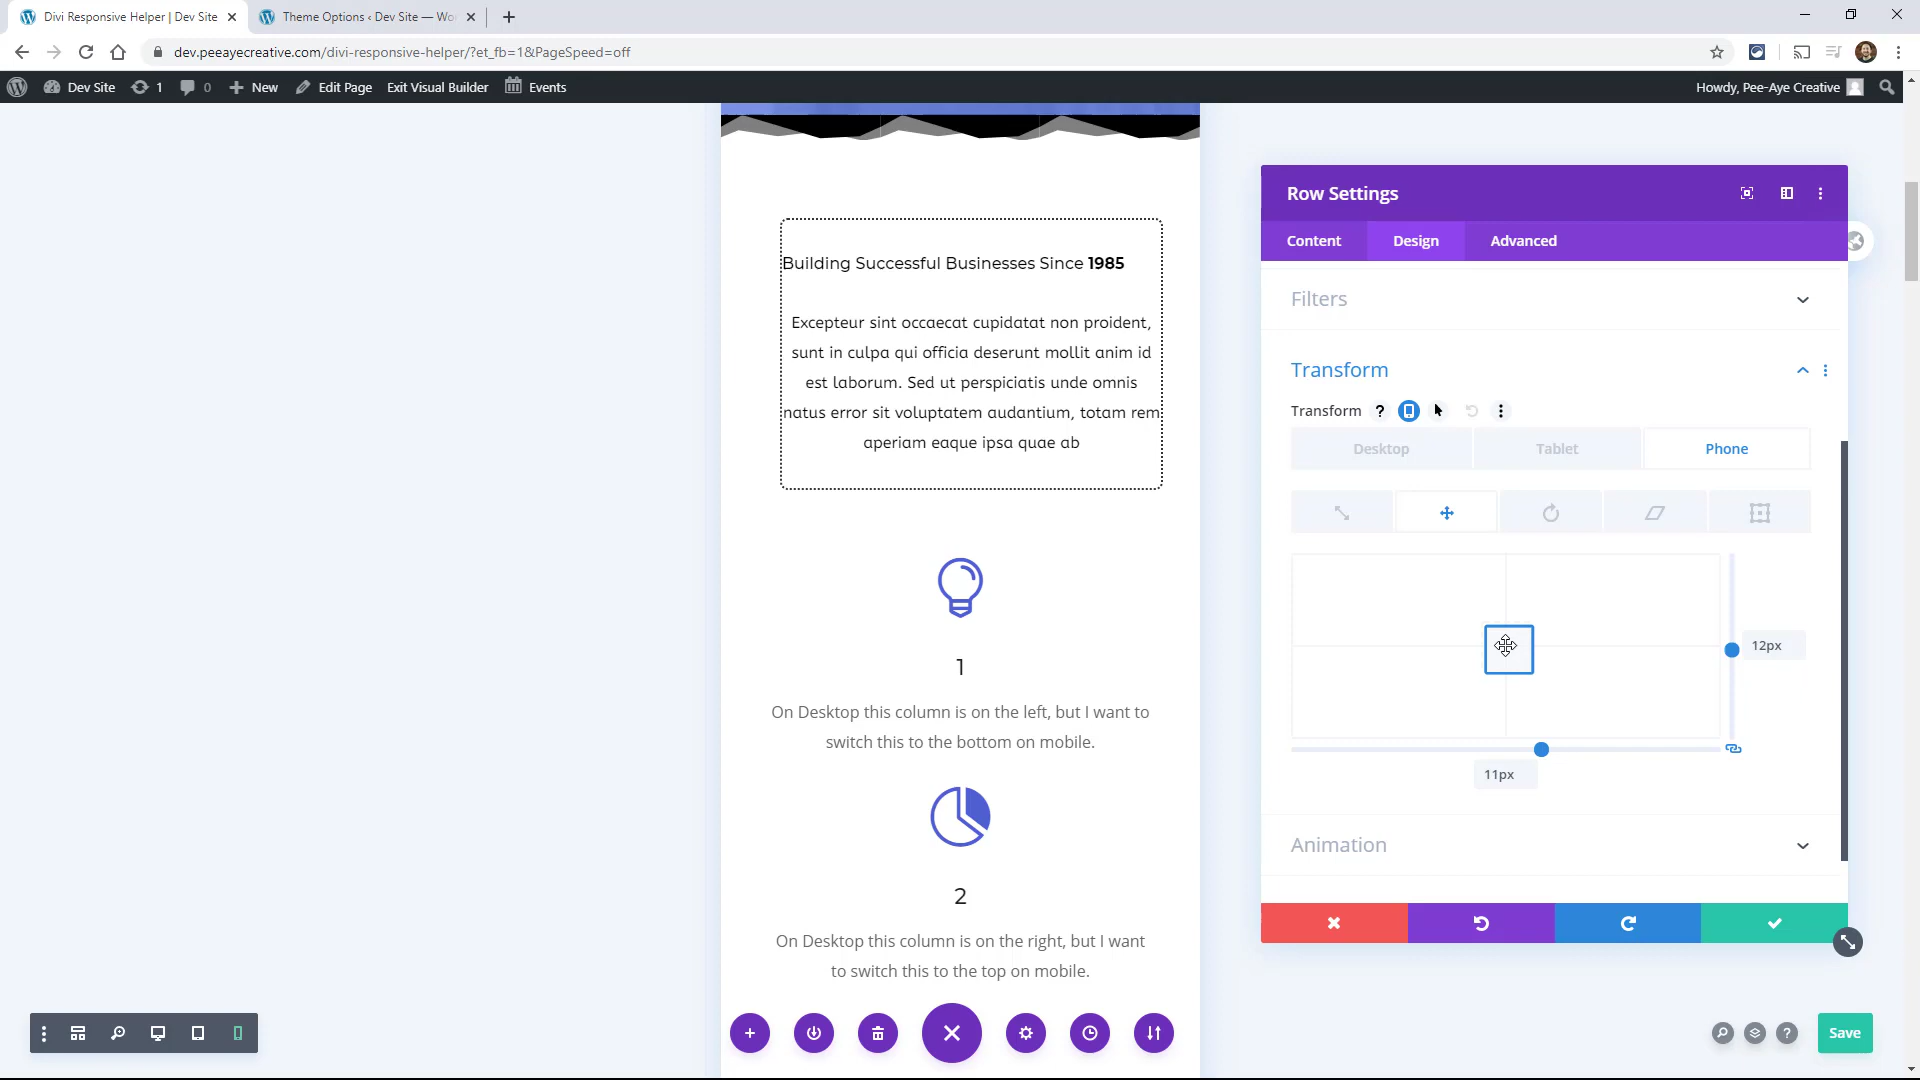 Divi Responsive Helper | Dev Site
Theme Options ‹ Dev Site — Wo
dev.peeayecreative.com/divi-responsive-helper/?et_fb=1&PageSpeed=off
Dev Site
1
0
New
Edit Page
Exit Visual Builder
Events
Howdy, Pee-Aye Creative
Building Successful Businesses Since 1985
Excepteur sint occaecat cupidatat non proident,
sunt in culpa qui officia deserunt mollit anim id
est laborum. Sed ut perspiciatis unde omnis
natus error sit voluptatem audantium, totam rem
aperiam eaque ipsa quae ab
1
On Desktop this column is on the left, but I want to
switch this to the bottom on mobile.
2
On Desktop this column is on the right, but I want
to switch this to the top on mobile.
Row Settings
Content
Design
Advanced
Filters
Transform
Transform
Desktop
Tablet
Phone
12px
11px
Animation
Save